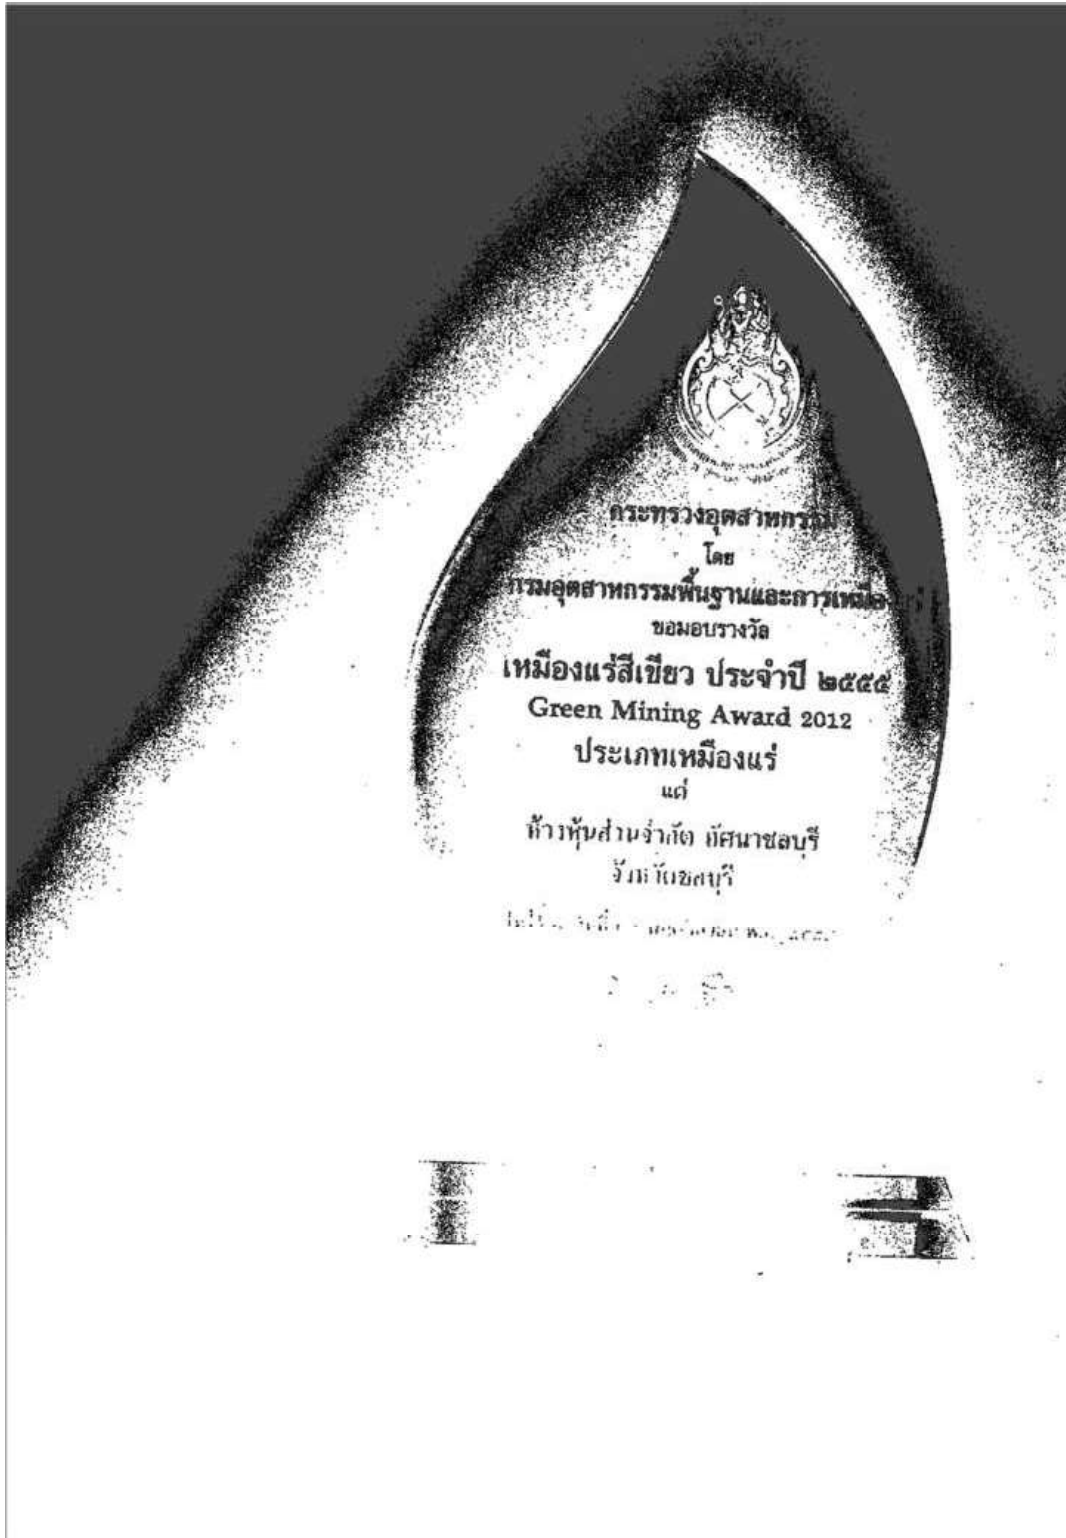 กระทรวงอุตสาหกรรม
โดย
กรมอุตสาหกรรมพื้นฐานและการเหมืองแร่
ขอมอบรางวัล
เหมืองแร่สีเขียว ประจำปี ๒๕๕๕
Green Mining Award 2012
ประเภทเหมืองแร่
แด่
ห้างหุ้นส่วนจำกัด ทัศนาชลบุรี
จังหวัดชลบุรี